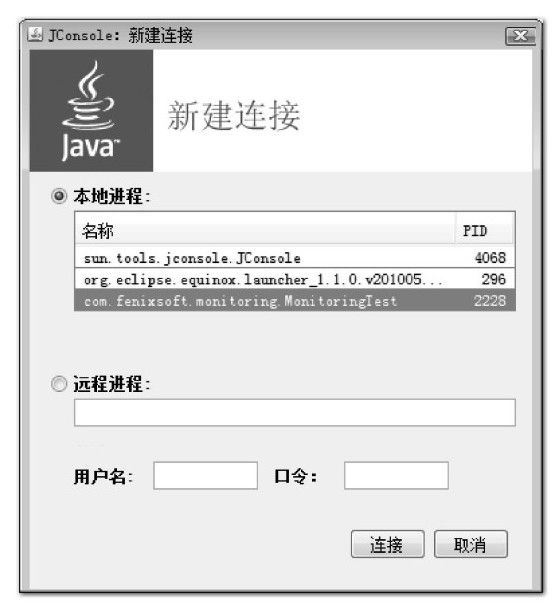 JConsole: 新建连接
Java
新建连接
本地进程:
名称 PID
sun.tools.jconsole.JConsole 4068
org.eclipse.equinox.launcher_1.1.0.v201005... 296
com.fenixsoft.monitoring.MonitoringTest 2228
远程进程:
用户名: 口令:
连接 取消